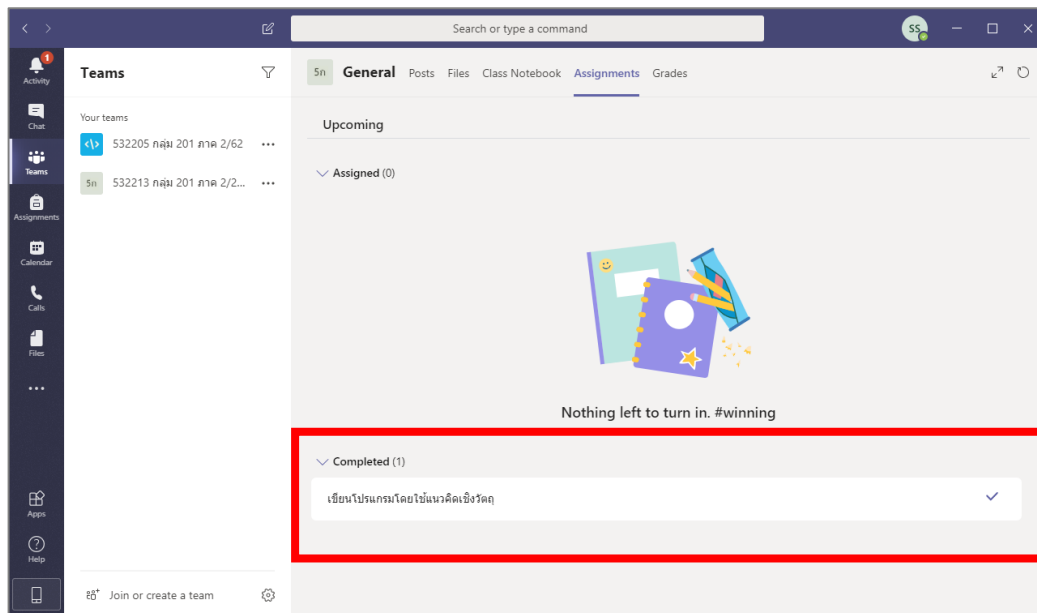 Search or type a command
SS
1
Activity
Chat
Teams
Assignments
Calendar
Calls
Files
Apps
Help
Teams
Your teams
532205 กลุ่ม 201 ภาค 2/62
5ก
532213 กลุ่ม 201 ภาค 2/2...
Join or create a team
5ก General Posts Files Class Notebook Assignments Grades
Upcoming
Assigned (0)
Nothing left to turn in. #winning
Completed (1)
เขียนโปรแกรมโดยใช้แนวคิดเชิงวัตถุ